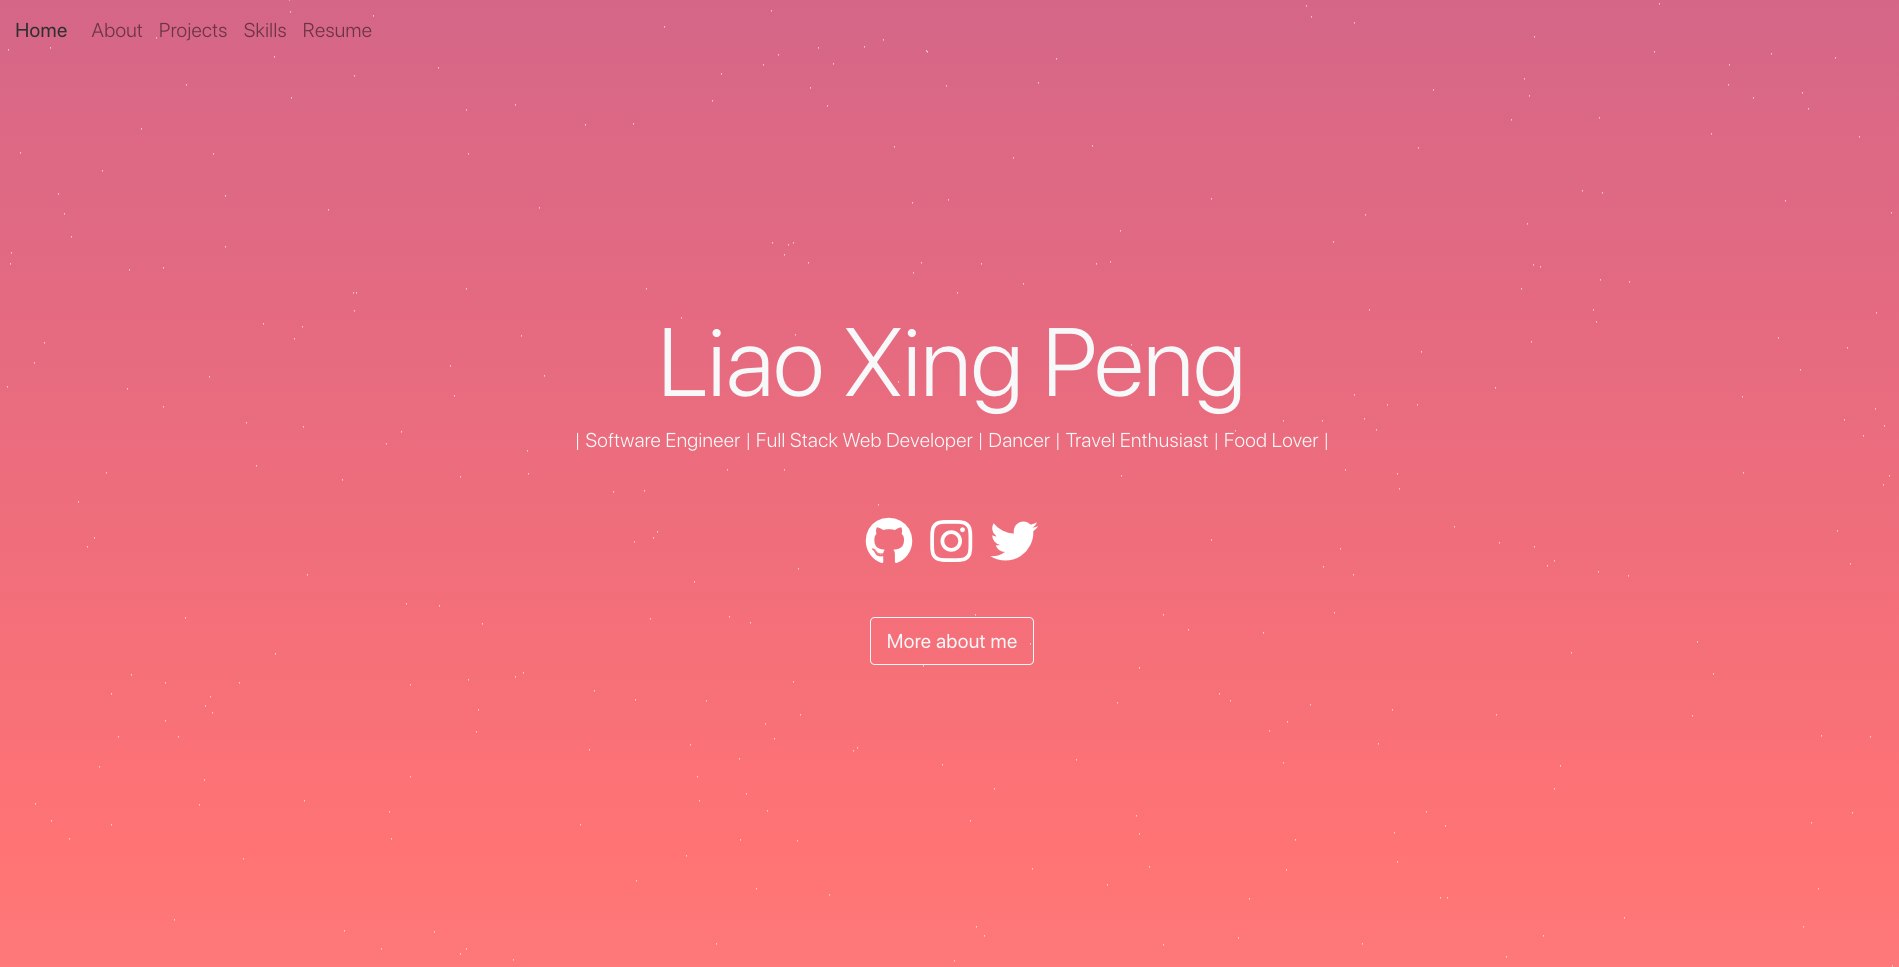 Home About Projects Skills Resume
Liao Xing Peng
| Software Engineer | Full Stack Web Developer | Dancer | Travel Enthusiast | Food Lover |
More about me